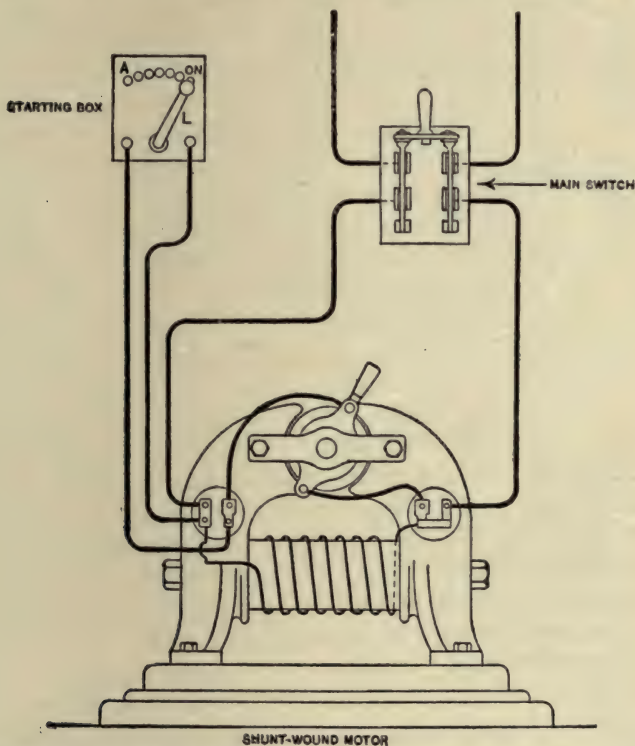 A
ON
STARTING BOX
L
MAIN SWITCH
SHUNT-WOUND MOTOR